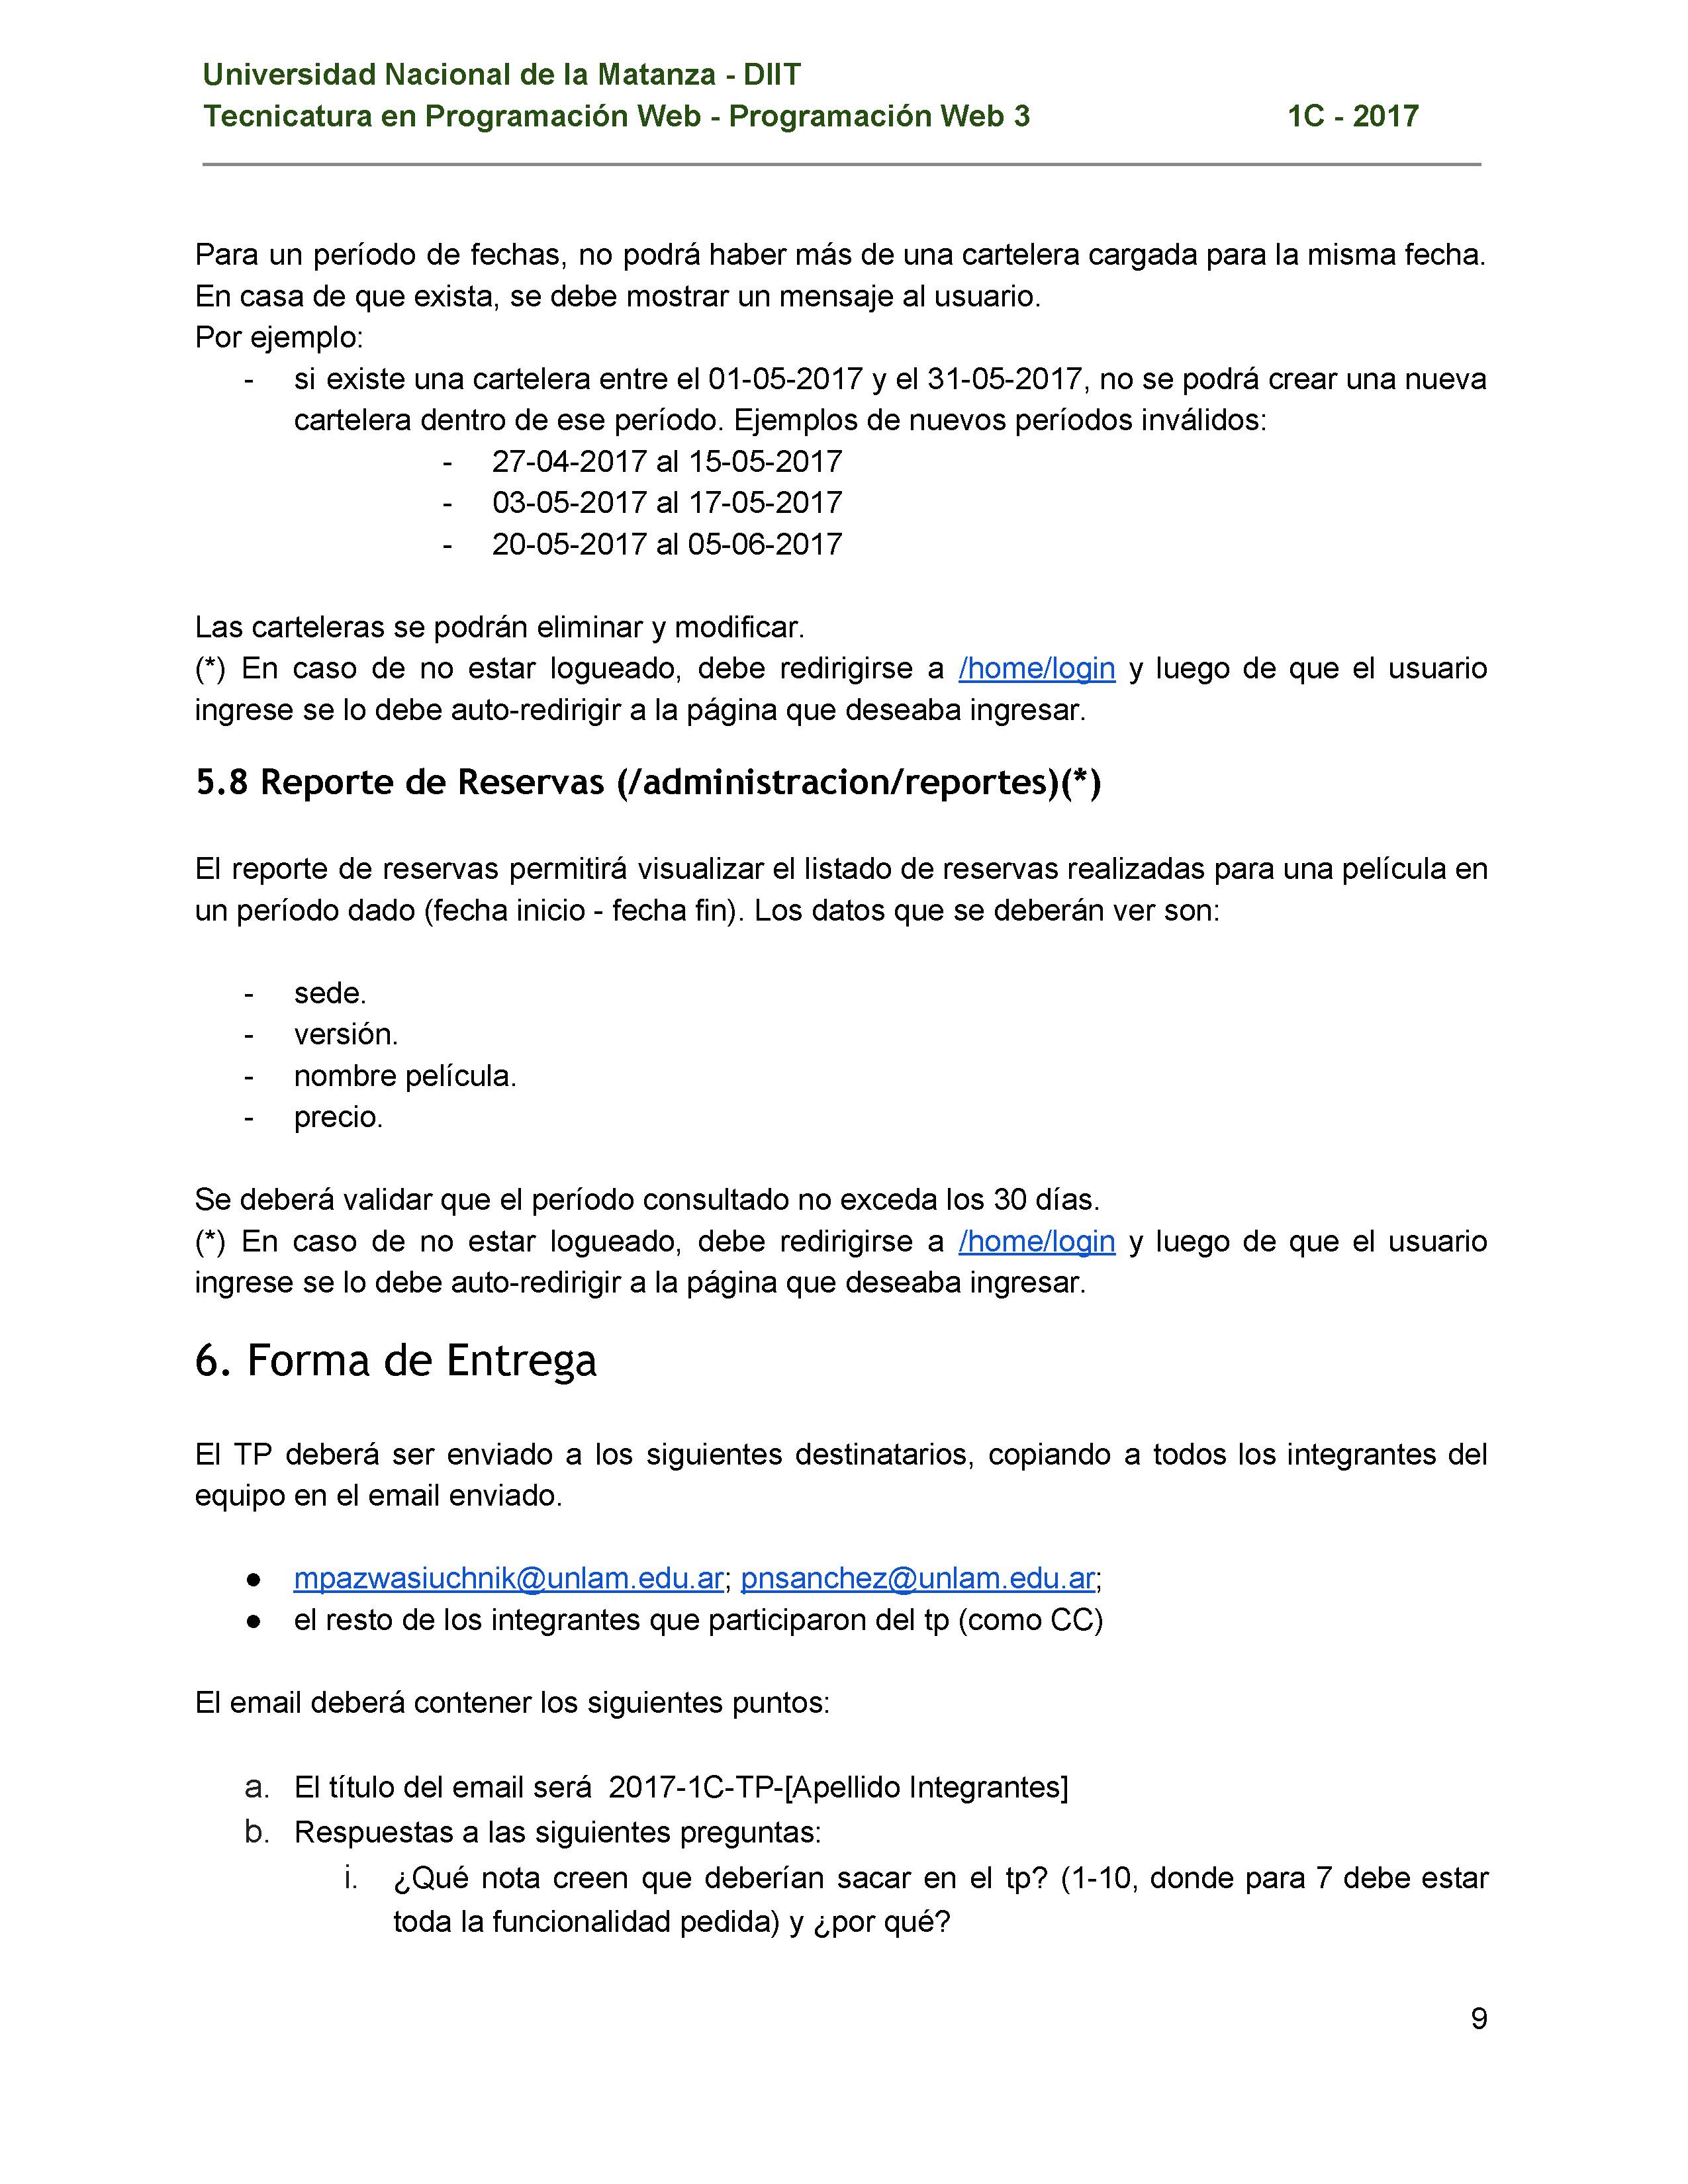 Universidad Nacional de la Matanza - DIIT
Tecnicatura en Programación Web - Programación Web 3 1C - 2017
Para un período de fechas, no podrá haber más de una cartelera cargada para la misma fecha.
En casa de que exista, se debe mostrar un mensaje al usuario.
Por ejemplo:
- si existe una cartelera entre el 01-05-2017 y el 31-05-2017, no se podrá crear una nueva
cartelera dentro de ese período. Ejemplos de nuevos períodos inválidos:
- 27-04-2017 al 15-05-2017
- 03-05-2017 al 17-05-2017
- 20-05-2017 al 05-06-2017
Las carteleras se podrán eliminar y modificar.
(*) En caso de no estar logueado, debe redirigirse a /home/login y luego de que el usuario
ingrese se lo debe auto-redirigir a la página que deseaba ingresar.
5.8 Reporte de Reservas (/administracion/reportes)(*)
El reporte de reservas permitirá visualizar el listado de reservas realizadas para una película en
un período dado (fecha inicio - fecha fin). Los datos que se deberán ver son:
- sede.
- versión.
- nombre película.
- precio.
Se deberá validar que el período consultado no exceda los 30 días.
(*) En caso de no estar logueado, debe redirigirse a /home/login y luego de que el usuario
ingrese se lo debe auto-redirigir a la página que deseaba ingresar.
6. Forma de Entrega
El TP deberá ser enviado a los siguientes destinatarios, copiando a todos los integrantes del
equipo en el email enviado.
● mpazwasiuchnik@unlam.edu.ar; pnsanchez@unlam.edu.ar;
● el resto de los integrantes que participaron del tp (como CC)
El email deberá contener los siguientes puntos:
a. El título del email será 2017-1C-TP-[Apellido Integrantes]
b. Respuestas a las siguientes preguntas:
i. ¿Qué nota creen que deberían sacar en el tp? (1-10, donde para 7 debe estar
toda la funcionalidad pedida) y ¿por qué?
9